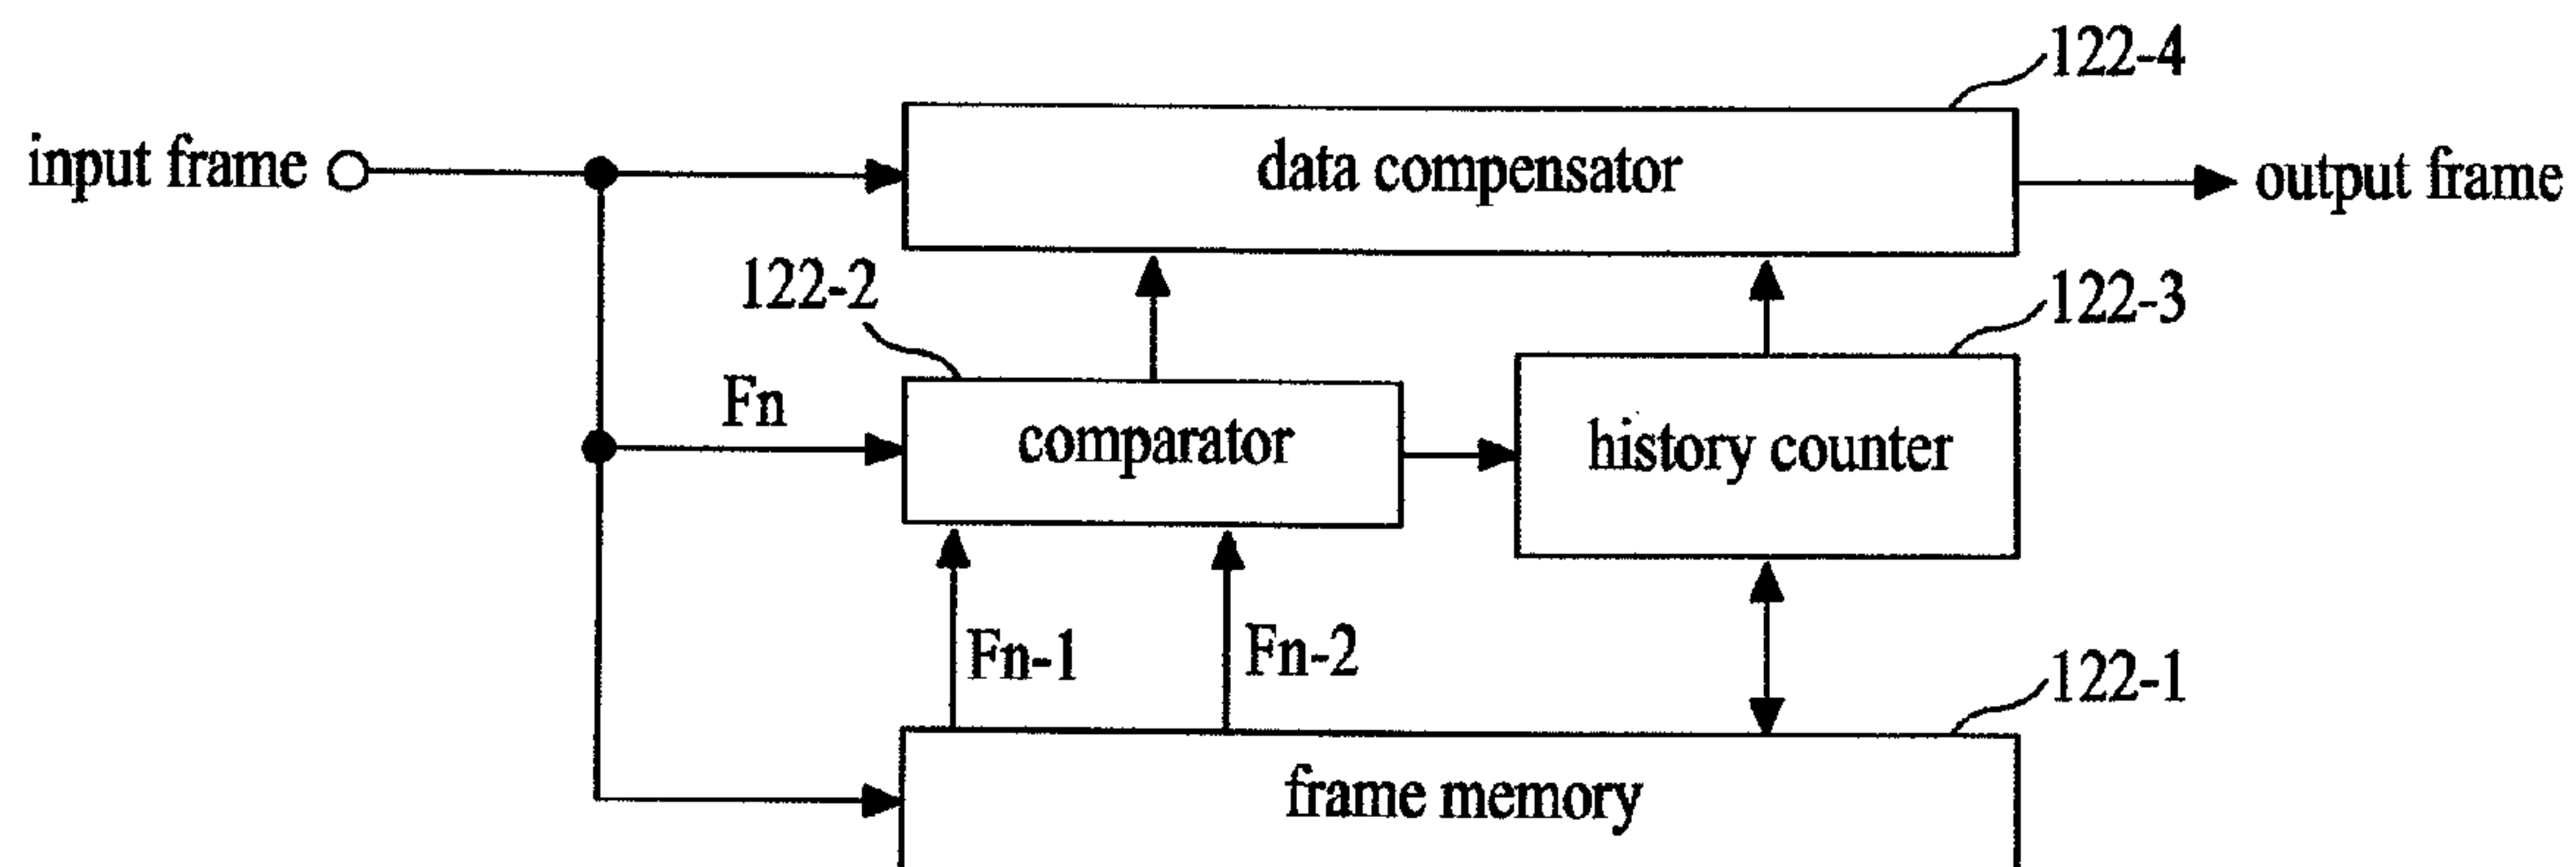 122-4
input frame
data compensator
output frame
122-2
122-3
Fn
comparator
history counter
Fn-1
Fn-2
122-1
frame memory